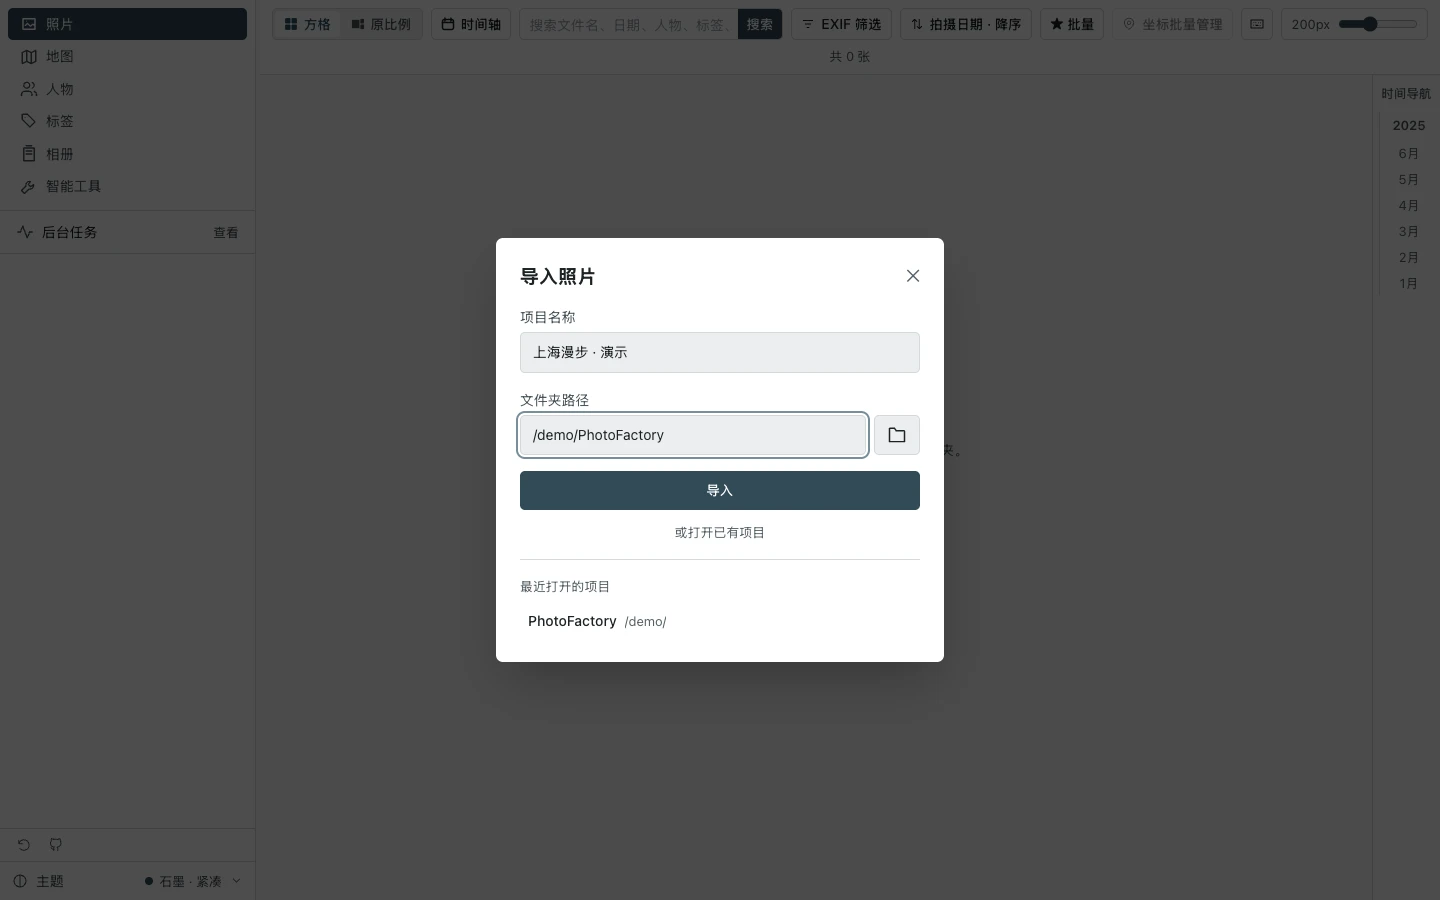 照片
地图
人物
标签
相册
智能工具
后台任务 查看
主题 石墨 · 紧凑
方格 原比例 时间轴 搜索文件名、日期、人物、标签、 搜索 EXIF 筛选 拍摄日期 · 降序 批量 坐标批量管理 200px
共 0 张
夹。
时间导航
2025
6月
5月
4月
3月
2月
1月
导入照片
项目名称
上海漫步 · 演示
文件夹路径
/demo/PhotoFactory
导入
或打开已有项目
最近打开的项目
PhotoFactory /demo/